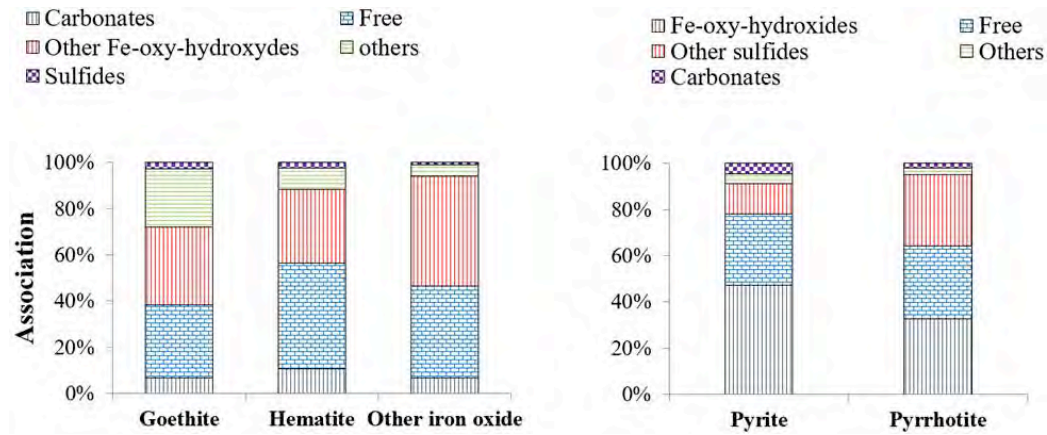 Carbonates Free
Other Fe-oxy-hydroxydes others
Sulfides
100%
80%
60%
40%
20%
0%
Association
Goethite Hematite Other iron oxide
Fe-oxy-hydroxides Free
Other sulfides Others
Carbonates
100%
80%
60%
40%
20%
0%
Pyrite Pyrrhotite